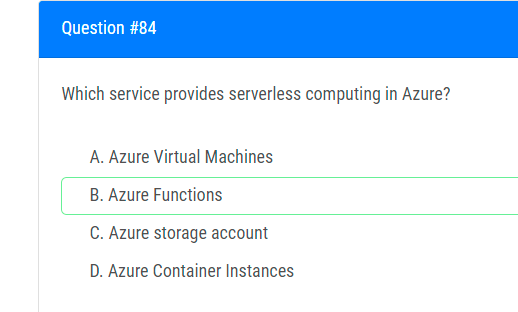 Question #84
Which service provides serverless computing in Azure?
A. Azure Virtual Machines
B. Azure Functions
C. Azure storage account
D. Azure Container Instances